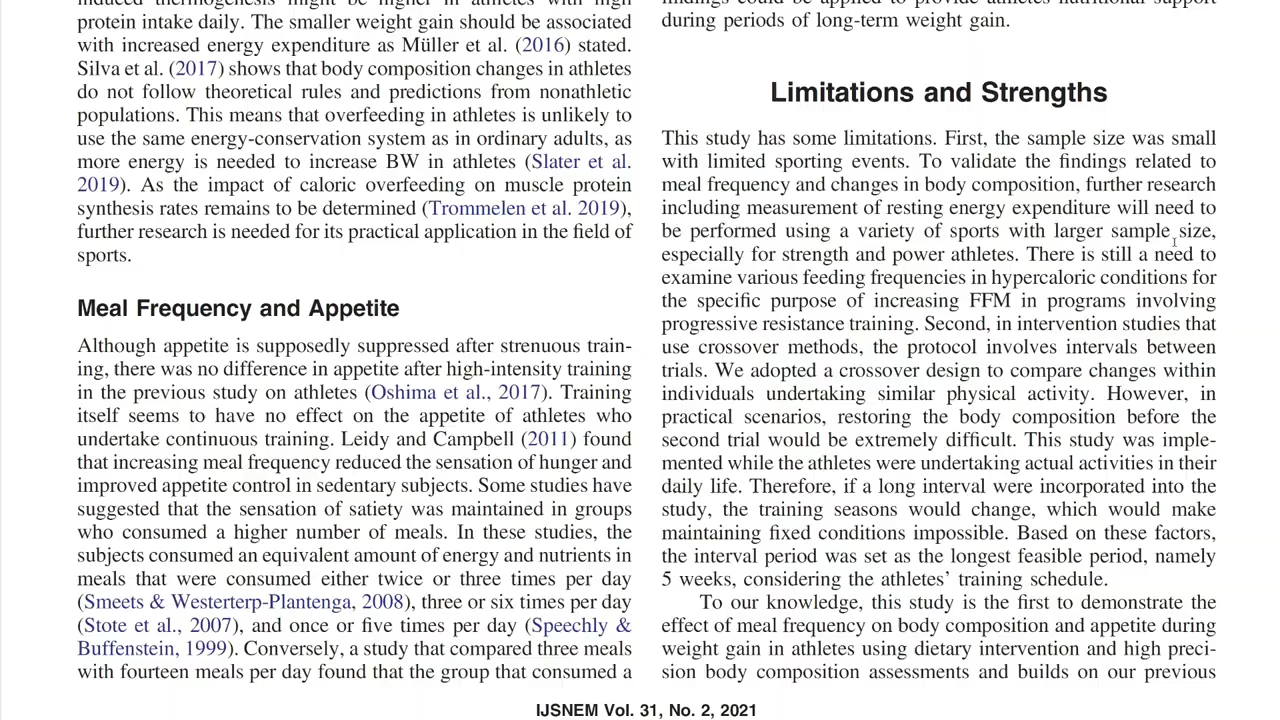 protein intake daily. The smaller weight gain should be associated
with increased energy expenditure as Müller et al. (2016) stated.
Silva et al. (2017) shows that body composition changes in athletes
do not follow theoretical rules and predictions from nonathletic
populations. This means that overfeeding in athletes is unlikely to
use the same energy-conservation system as in ordinary adults, as
more energy is needed to increase BW in athletes (Slater et al.
2019). As the impact of caloric overfeeding on muscle protein
synthesis rates remains to be determined (Trommelen et al. 2019),
further research is needed for its practical application in the field of
sports.
Meal Frequency and Appetite
Although appetite is supposedly suppressed after strenuous train-
ing, there was no difference in appetite after high-intensity training
in the previous study on athletes (Oshima et al., 2017). Training
itself seems to have no effect on the appetite of athletes who
undertake continuous training. Leidy and Campbell (2011) found
that increasing meal frequency reduced the sensation of hunger and
improved appetite control in sedentary subjects. Some studies have
suggested that the sensation of satiety was maintained in groups
who consumed a higher number of meals. In these studies, the
subjects consumed an equivalent amount of energy and nutrients in
meals that were consumed either twice or three times per day
(Smeets & Westerterp-Plantenga, 2008), three or six times per day
(Stote et al., 2007), and once or five times per day (Speechly &
Buffenstein, 1999). Conversely, a study that compared three meals
with fourteen meals per day found that the group that consumed a
findings could be applied to provide athletes nutritional support
during periods of long-term weight gain.
Limitations and Strengths
This study has some limitations. First, the sample size was small
with limited sporting events. To validate the findings related to
meal frequency and changes in body composition, further research
including measurement of resting energy expenditure will need to
be performed using a variety of sports with larger sample size,
especially for strength and power athletes. There is still a need to
examine various feeding frequencies in hypercaloric conditions for
the specific purpose of increasing FFM in programs involving
progressive resistance training. Second, in intervention studies that
use crossover methods, the protocol involves intervals between
trials. We adopted a crossover design to compare changes within
individuals undertaking similar physical activity. However, in
practical scenarios, restoring the body composition before the
second trial would be extremely difficult. This study was imple-
mented while the athletes were undertaking actual activities in their
daily life. Therefore, if a long interval were incorporated into the
study, the training seasons would change, which would make
maintaining fixed conditions impossible. Based on these factors,
the interval period was set as the longest feasible period, namely
5 weeks, considering the athletes' training schedule.
To our knowledge, this study is the first to demonstrate the
effect of meal frequency on body composition and appetite during
weight gain in athletes using dietary intervention and high preci-
sion body composition assessments and builds on our previous
IJSNEM Vol. 31, No. 2, 2021